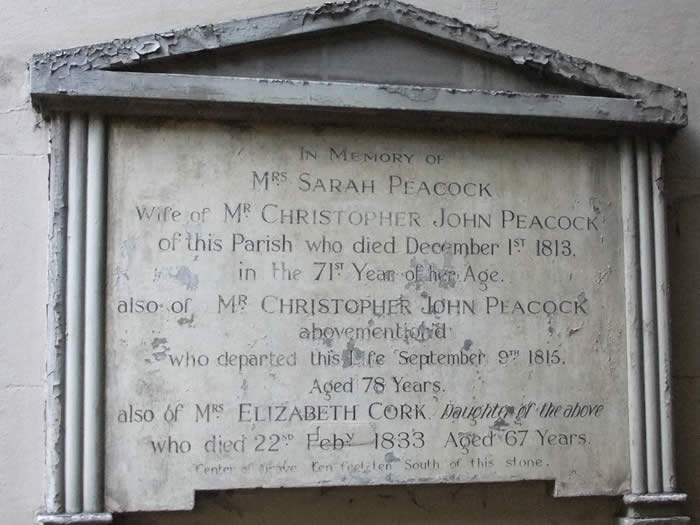 In Memory of
Mrs Sarah Peacock
Wife of Mr Christopher John Peacock
of this Parish who died December 1st 1813.
in the 71st Year of her Age.
also of Mr Christopher John Peacock
abovementiond
who departed this Life September 9th 1815.
Aged 78 Years.
also of Mrs Elizabeth Cork. Daughter of the above
who died 22nd Feby 1833 Aged 67 Years.
Center of Grave ten feet South of this stone.